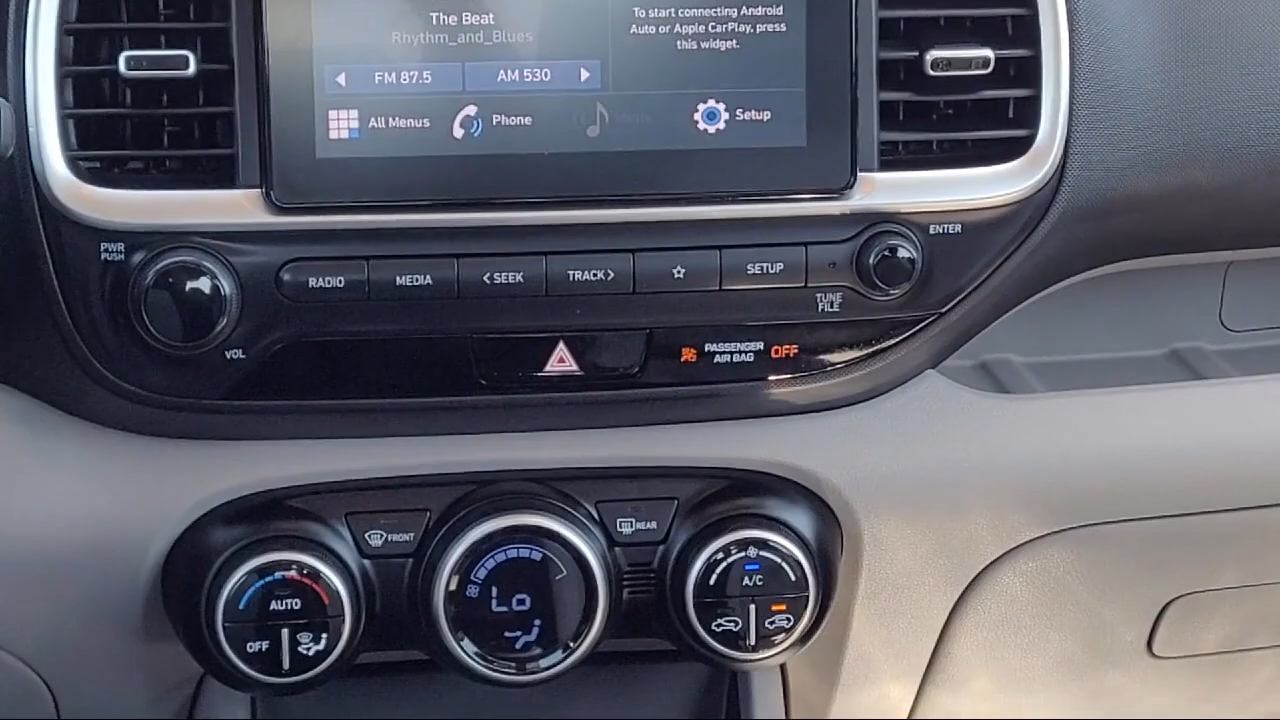 The Beat
Rhythm_and_Blues
To start connecting Android
Auto or Apple CarPlay, press
this widget.
FM 87.5
AM 530
All Menus
Phone
Setup
PWR
PUSH
VOL
RADIO
MEDIA
< SEEK
TRACK >
SETUP
ENTER
TUNE
FILE
PASSENGER
AIR BAG
OFF
FRONT
REAR
AUTO
OFF
Lo
A/C